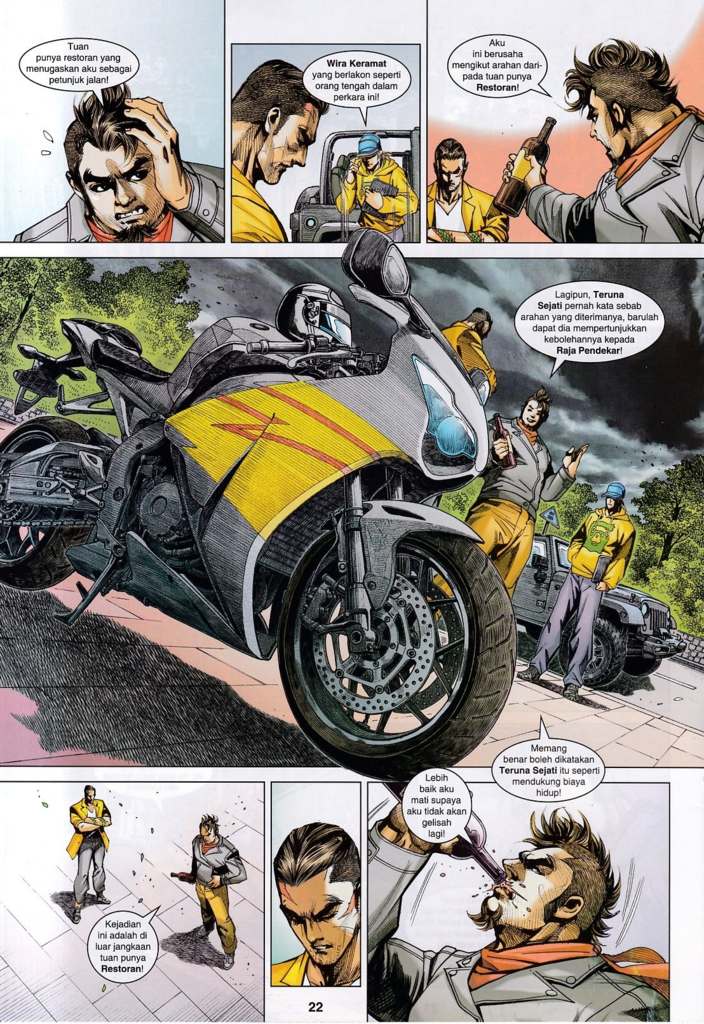 Tuan
punya restoran yang
menugaskan aku sebagai
petunjuk jalan!
Wira Keramat
yang berlakon seperti
orang tengah dalam
perkara ini!
Aku
ini berusaha
mengikut arahan dari-
pada tuan punya
Restoran!
Lagipun, Teruna
Sejati pernah kata sebab
arahan yang diterimanya, barulah
dapat dia mempertunjukkan
kebolehannya kepada
Raja Pendekar!
Memang
benar boleh dikatakan
Teruna Sejati itu seperti
mendukung biaya
hidup!
Kejadian
ini adalah di
luar jangkaan
tuan punya
Restoran!
Lebih
baik aku
mati supaya
aku tidak akan
gelisah
lagi!
22